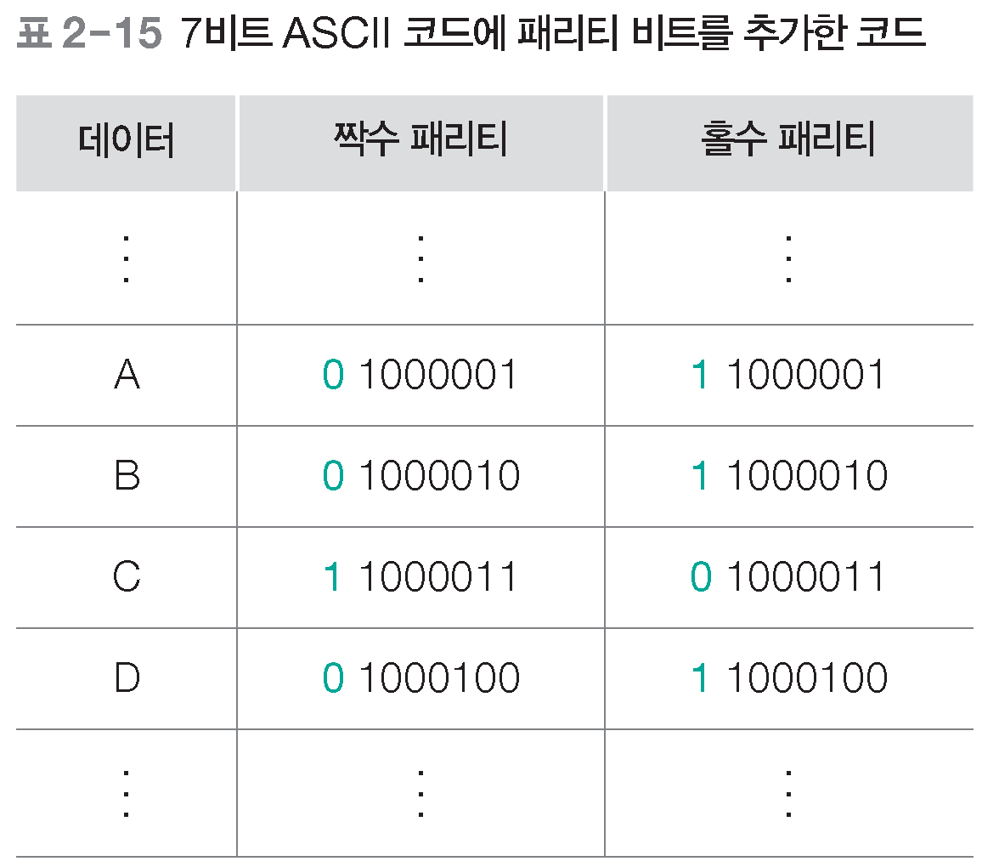 표 2-15 7비트 ASCII 코드에 패리티 비트를 추가한 코드
데이터 짝수 패리티 홀수 패리티
⋮ ⋮ ⋮
A 0 1000001 1 1000001
B 0 1000010 1 1000010
C 1 1000011 0 1000011
D 0 1000100 1 1000100
⋮ ⋮ ⋮